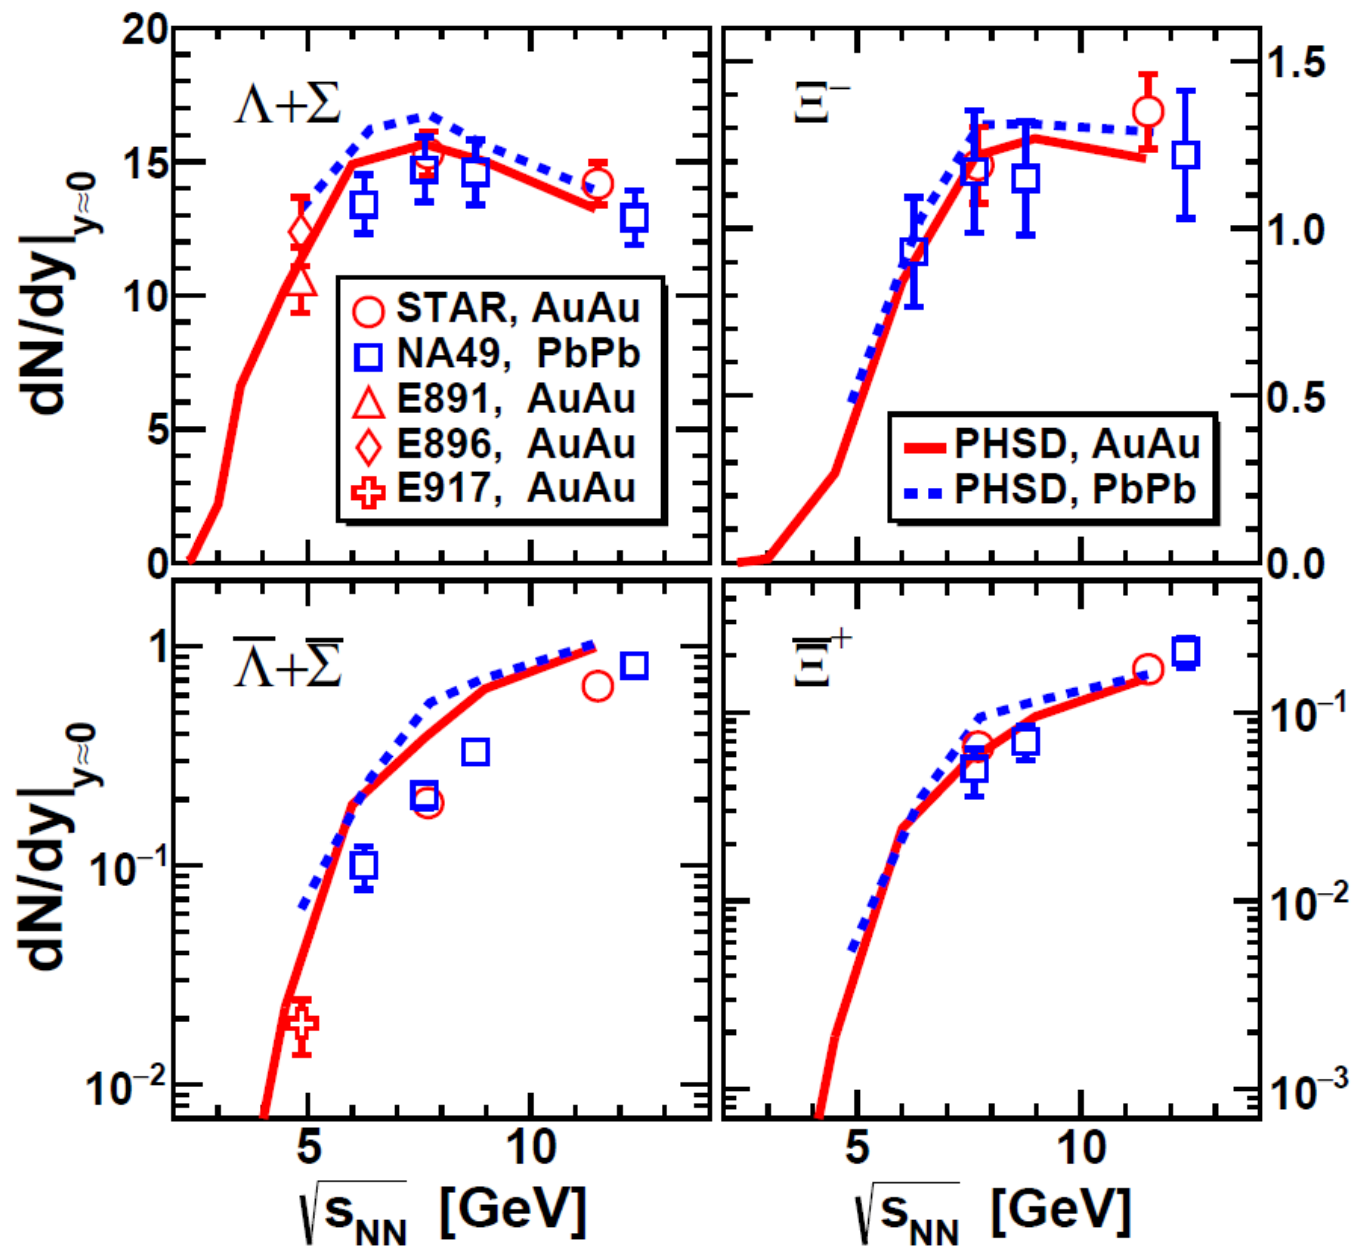 20
15
10
5
0
dN/dy|y≈0
Λ+Σ
STAR, AuAu
NA49, PbPb
E891, AuAu
E896, AuAu
E917, AuAu
Ξ−
1.5
1.0
0.5
0.0
PHSD, AuAu
PHSD, PbPb
1
10−1
10−2
dN/dy|y≈0
Λ̅+Σ̅
5 10
√sNN [GeV]
Ξ̅+
10−1
10−2
10−3
5 10
√sNN [GeV]